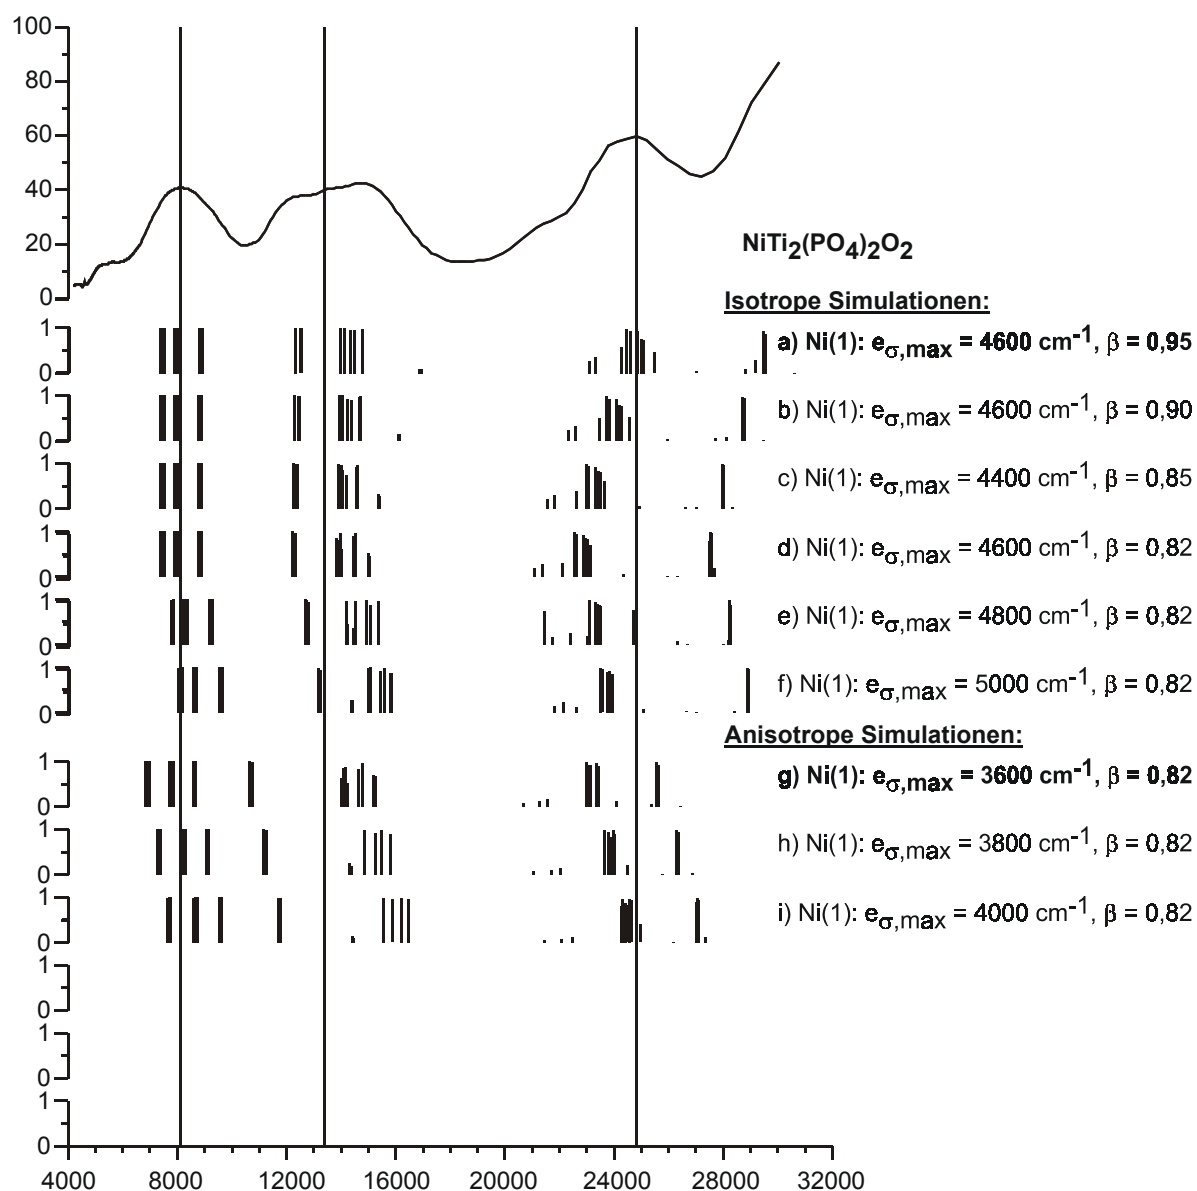 100
80
60
40
20
0
NiTi2(PO4)2O2
Isotrope Simulationen:
1
0
a) Ni(1): eσ,max = 4600 cm-1, β = 0,95
1
0
b) Ni(1): eσ,max = 4600 cm-1, β = 0,90
1
0
c) Ni(1): eσ,max = 4400 cm-1, β = 0,85
1
0
d) Ni(1): eσ,max = 4600 cm-1, β = 0,82
1
0
e) Ni(1): eσ,max = 4800 cm-1, β = 0,82
1
0
f) Ni(1): eσ,max = 5000 cm-1, β = 0,82
Anisotrope Simulationen:
1
0
g) Ni(1): eσ,max = 3600 cm-1, β = 0,82
1
0
h) Ni(1): eσ,max = 3800 cm-1, β = 0,82
1
0
i) Ni(1): eσ,max = 4000 cm-1, β = 0,82
1
0
1
0
1
0
4000 8000 12000 16000 20000 24000 28000 32000